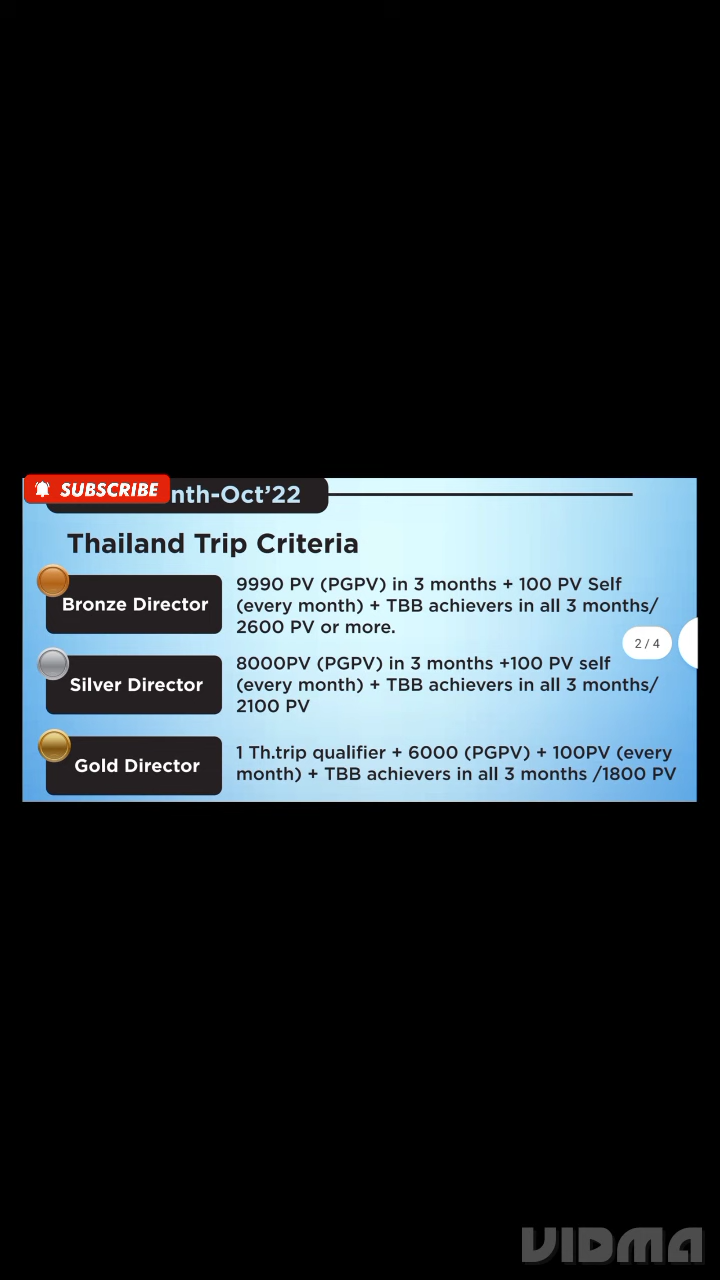 SUBSCRIBE
nth-Oct’22
Thailand Trip Criteria
Bronze Director
9990 PV (PGPV) in 3 months + 100 PV Self
(every month) + TBB achievers in all 3 months/
2600 PV or more.
2 / 4
Silver Director
8000PV (PGPV) in 3 months +100 PV self
(every month) + TBB achievers in all 3 months/
2100 PV
Gold Director
1 Th.trip qualifier + 6000 (PGPV) + 100PV (every
month) + TBB achievers in all 3 months /1800 PV
VIDMA